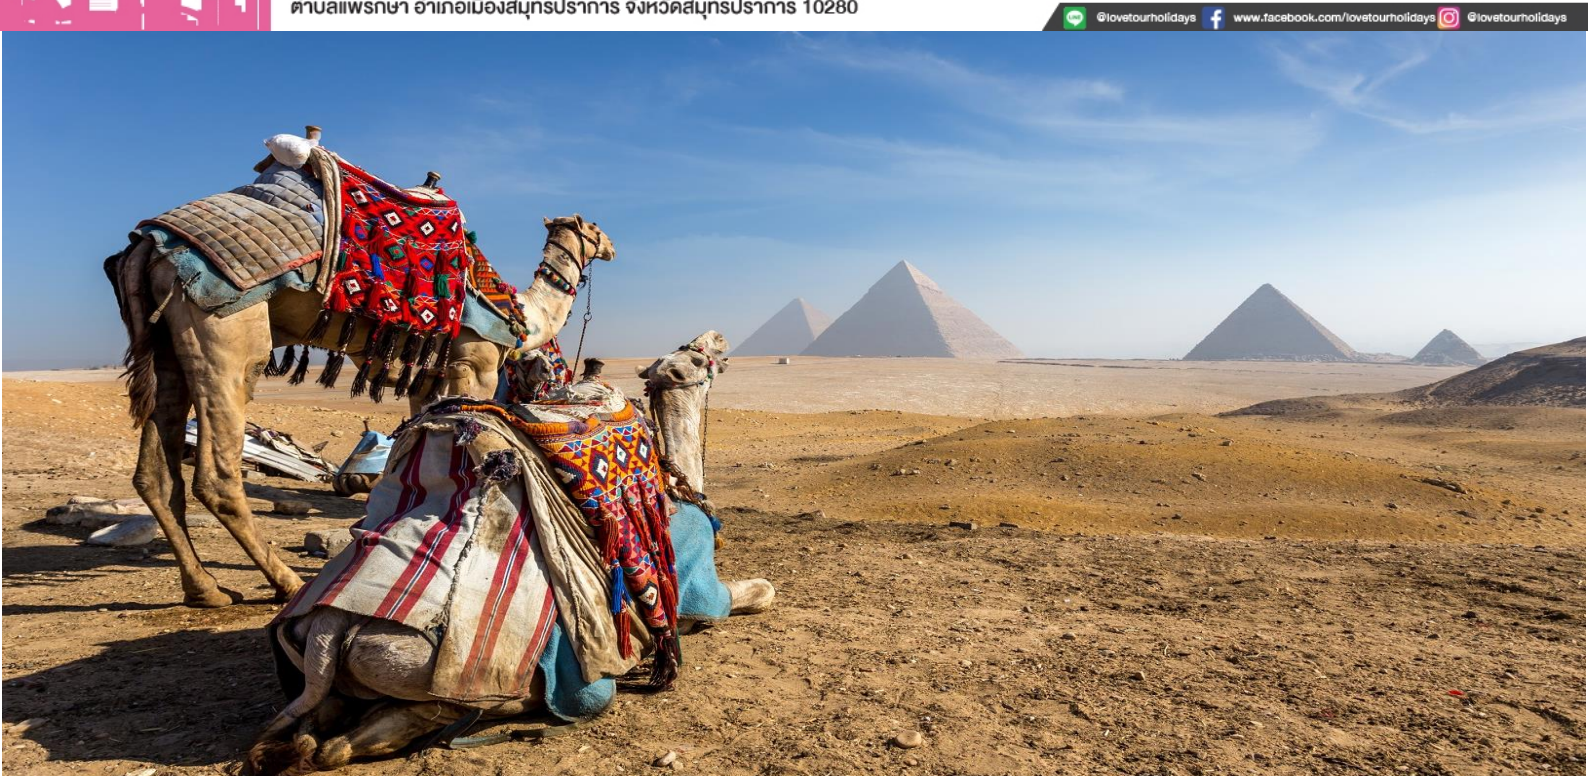 ตำบลแพรกษา อำเภอเมืองสมุทรปราการ จังหวัดสมุทรปราการ 10280
LINE @lovetourholidays www.facebook.com/lovetourholidays @lovetourholidays